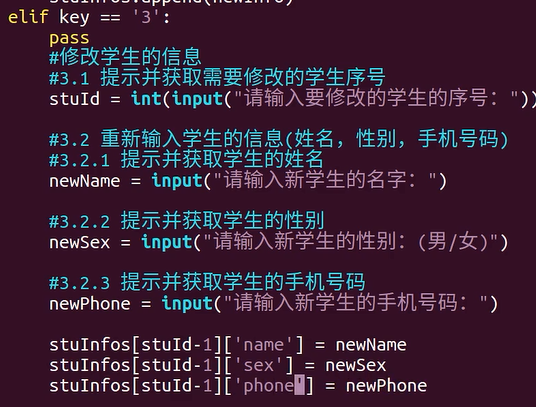 stuInfos.append(newInfo)
elif key == '3':
    pass
    #修改学生的信息
    #3.1 提示并获取需要修改的学生序号
    stuId = int(input("请输入要修改的学生的序号："))
    #3.2 重新输入学生的信息(姓名，性别，手机号码)
    #3.2.1 提示并获取学生的姓名
    newName = input("请输入新学生的名字：")
    #3.2.2 提示并获取学生的性别
    newSex = input("请输入新学生的性别：(男/女)")
    #3.2.3 提示并获取学生的手机号码
    newPhone = input("请输入新学生的手机号码：")
    stuInfos[stuId-1]['name'] = newName
    stuInfos[stuId-1]['sex'] = newSex
    stuInfos[stuId-1]['phone'] = newPhone